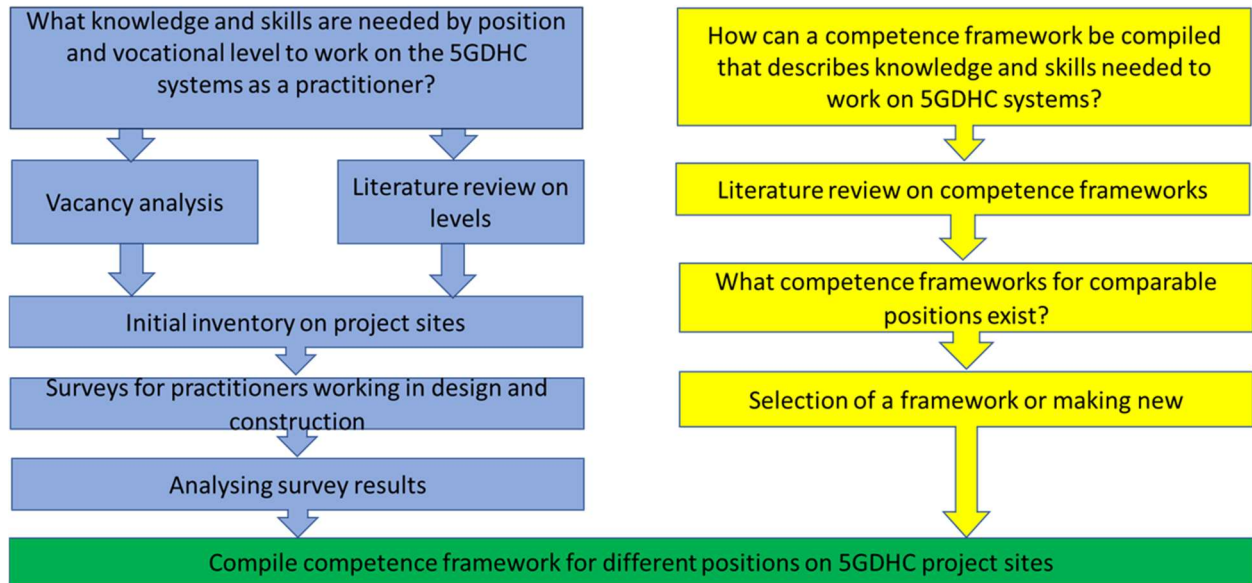 What knowledge and skills are needed by position
and vocational level to work on the 5GDHC
systems as a practitioner?
Vacancy analysis
Literature review on
levels
Initial inventory on project sites
Surveys for practitioners working in design and
construction
Analysing survey results
How can a competence framework be compiled
that describes knowledge and skills needed to
work on 5GDHC systems?
Literature review on competence frameworks
What competence frameworks for comparable
positions exist?
Selection of a framework or making new
Compile competence framework for different positions on 5GDHC project sites